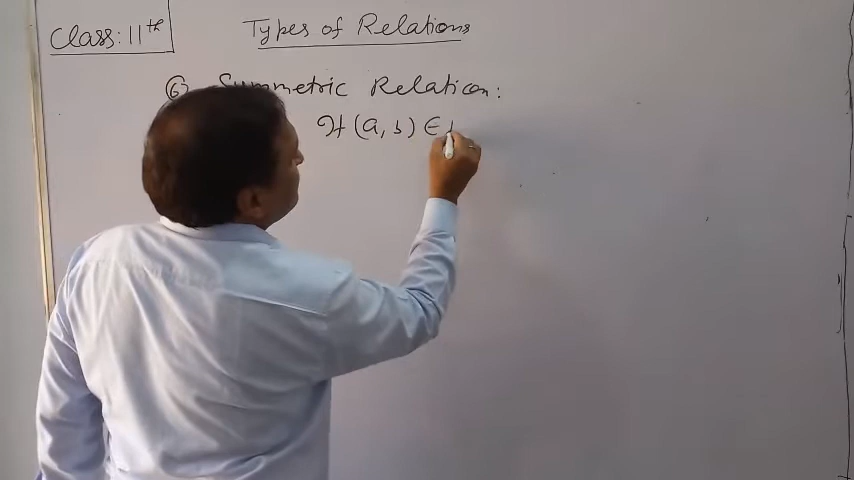 Class: 11th
Types of Relations
(6) Symmetric Relation:
If (a, b) ∈